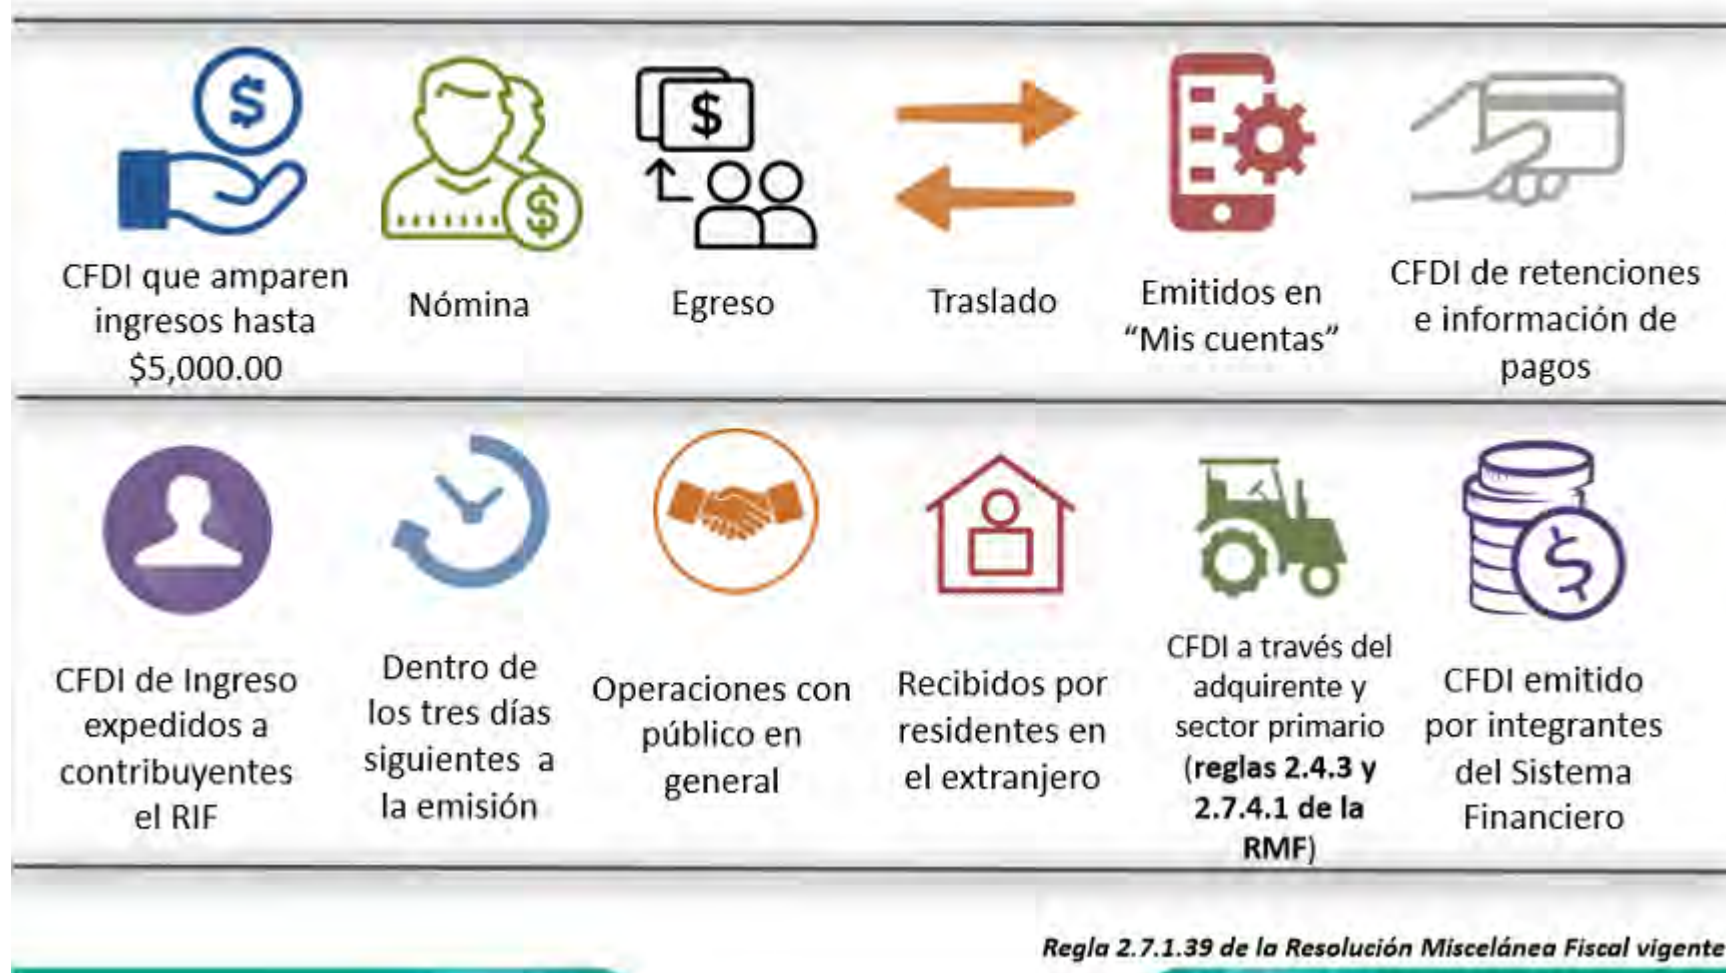 CFDI que amparen
ingresos hasta
$5,000.00
Nómina
Egreso
Traslado
Emitidos en
“Mis cuentas”
CFDI de retenciones
e información de
pagos
CFDI de Ingreso
expedidos a
contribuyentes
el RIF
Dentro de
los tres días
siguientes a
la emisión
Operaciones con
público en
general
Recibidos por
residentes en
el extranjero
CFDI a través del
adquirente y
sector primario
(reglas 2.4.3 y
2.7.4.1 de la
RMF)
CFDI emitido
por integrantes
del Sistema
Financiero
Regla 2.7.1.39 de la Resolución Miscelánea Fiscal vigente